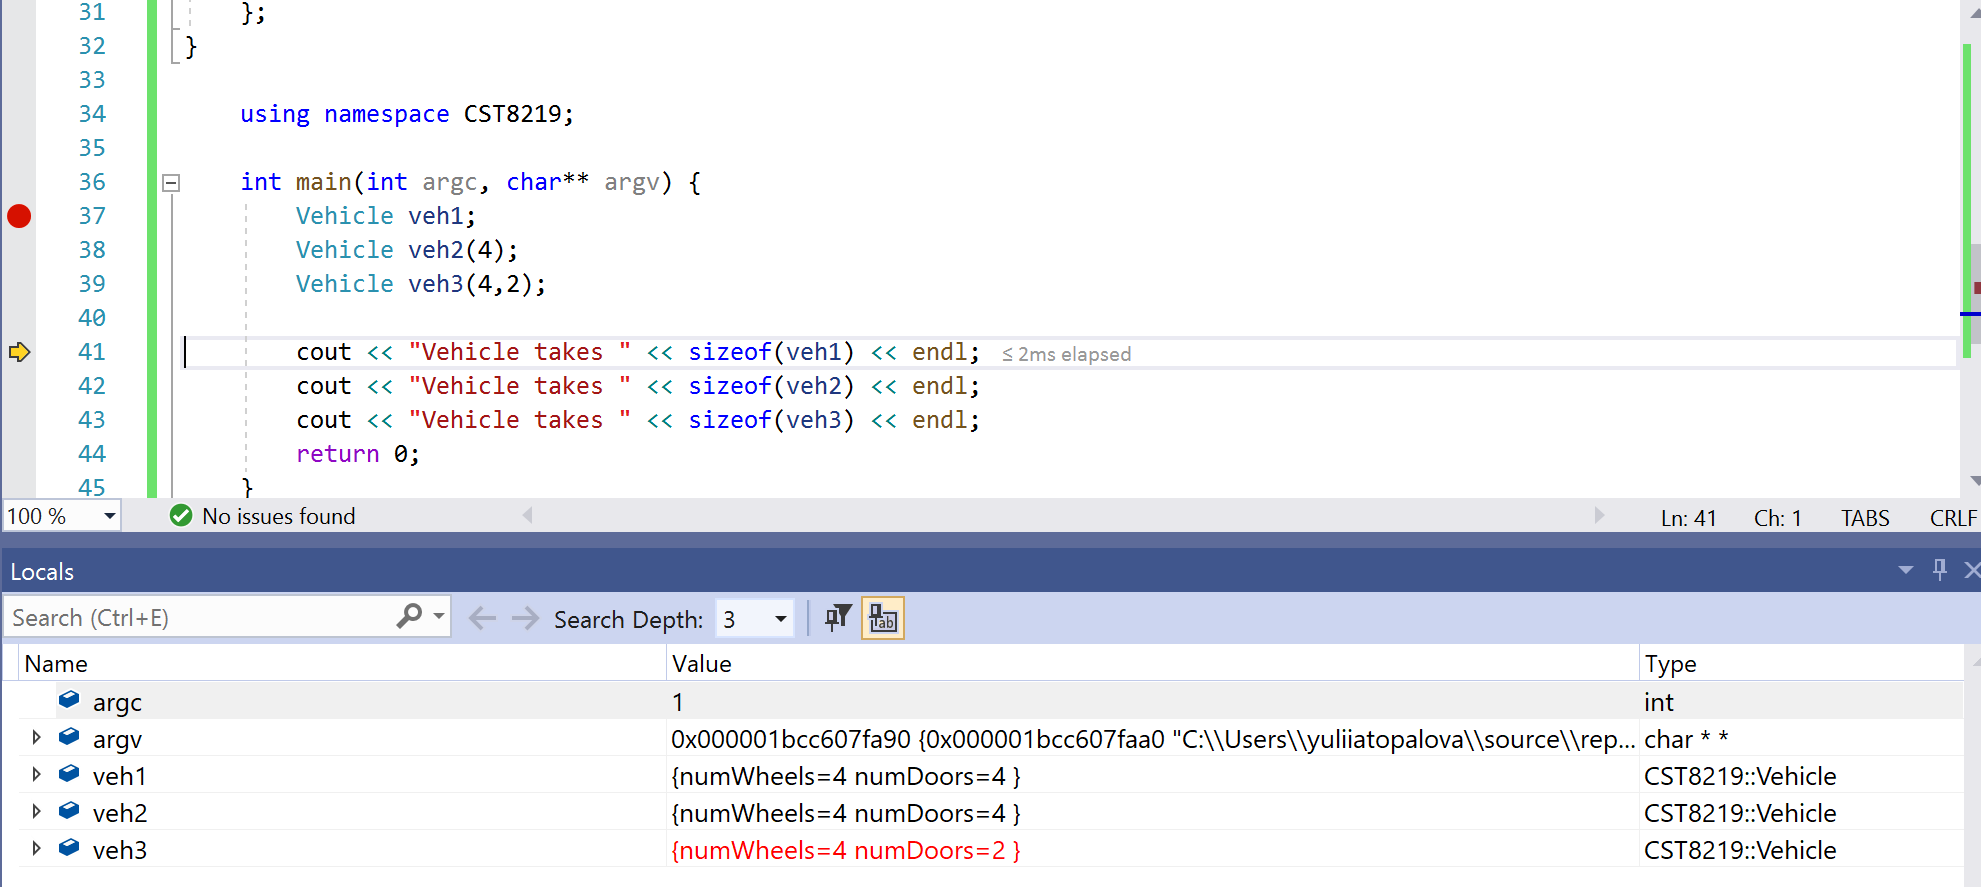 31 };
32 }
33
34 using namespace CST8219;
35
36 int main(int argc, char** argv) {
37 Vehicle veh1;
38 Vehicle veh2(4);
39 Vehicle veh3(4,2);
40
41 cout << "Vehicle takes " << sizeof(veh1) << endl; ≤ 2ms elapsed
42 cout << "Vehicle takes " << sizeof(veh2) << endl;
43 cout << "Vehicle takes " << sizeof(veh3) << endl;
44 return 0;
45 }
100 % No issues found Ln: 41 Ch: 1 TABS CRLF
Locals
Search (Ctrl+E) Search Depth: 3
Name Value Type
argc 1 int
argv 0x000001bcc607fa90 {0x000001bcc607faa0 "C:\\Users\\yuliiatopalova\\source\\rep... char * *
veh1 {numWheels=4 numDoors=4 } CST8219::Vehicle
veh2 {numWheels=4 numDoors=4 } CST8219::Vehicle
veh3 {numWheels=4 numDoors=2 } CST8219::Vehicle